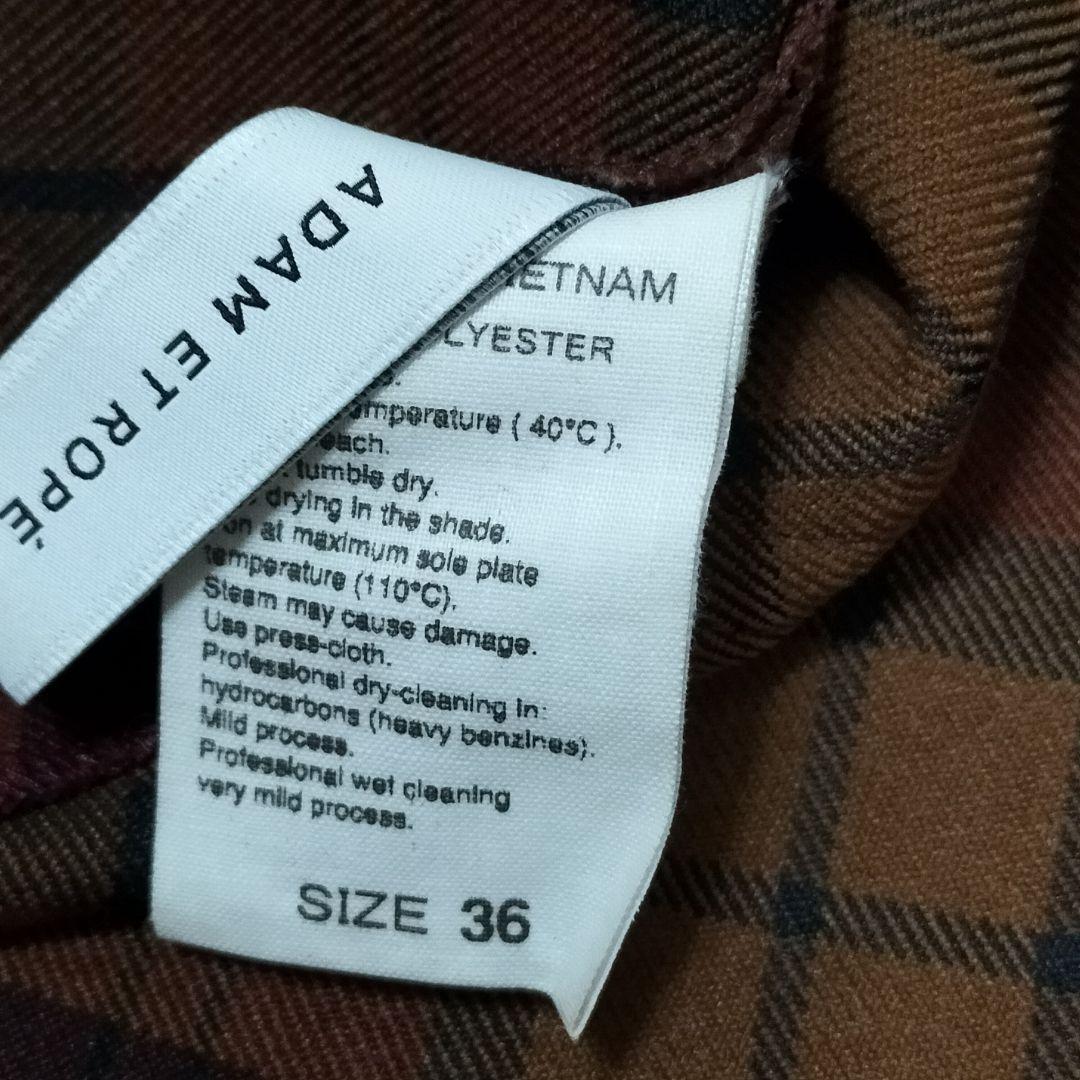 ADAM ET ROPÉ
ETNAM
LYESTER
emperature ( 40°C ).
each.
tumble dry.
drying in the shade.
on at maximum sole plate
temperature (110°C).
Steam may cause damage.
Use press-cloth.
Professional dry-cleaning in:
hydrocarbons (heavy benzines).
Mild process.
Professional wet cleaning
very mild process.
SIZE 36